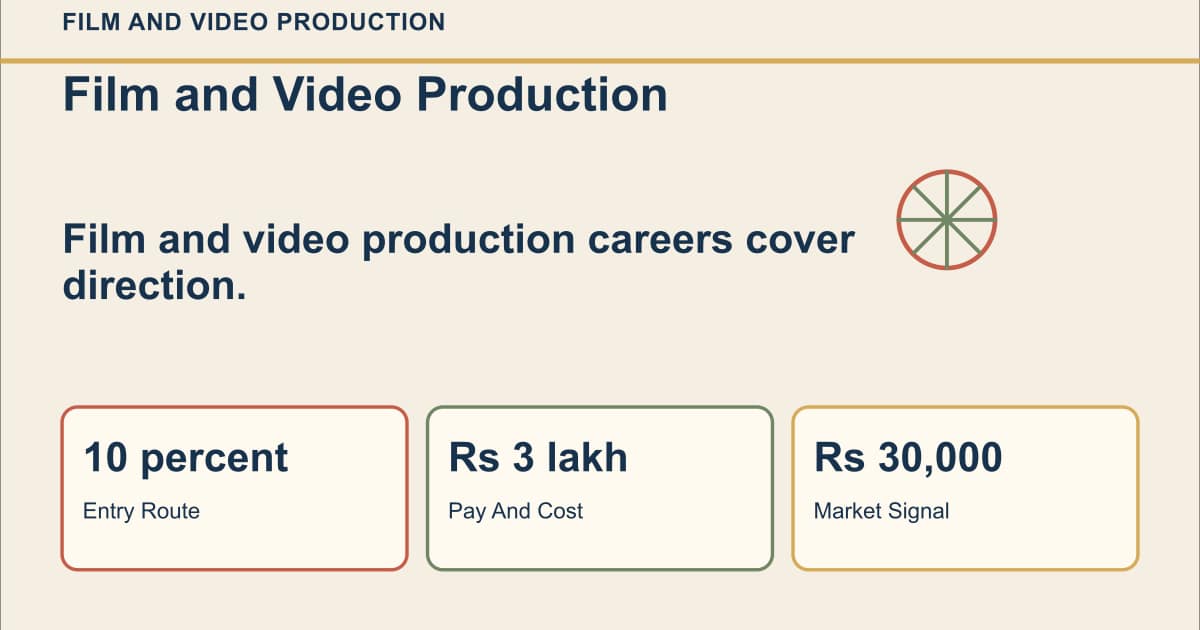 FILM AND VIDEO PRODUCTION
Film and Video Production
Film and video production careers cover
direction.
10 percent
Entry Route
Rs 3 lakh
Pay And Cost
Rs 30,000
Market Signal